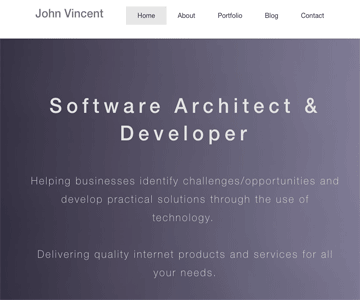 John Vincent
Home About Portfolio Blog Contact
Software Architect &
Developer
Helping businesses identify challenges/opportunities and
develop practical solutions through the use of
technology.
Delivering quality internet products and services for all
your needs.